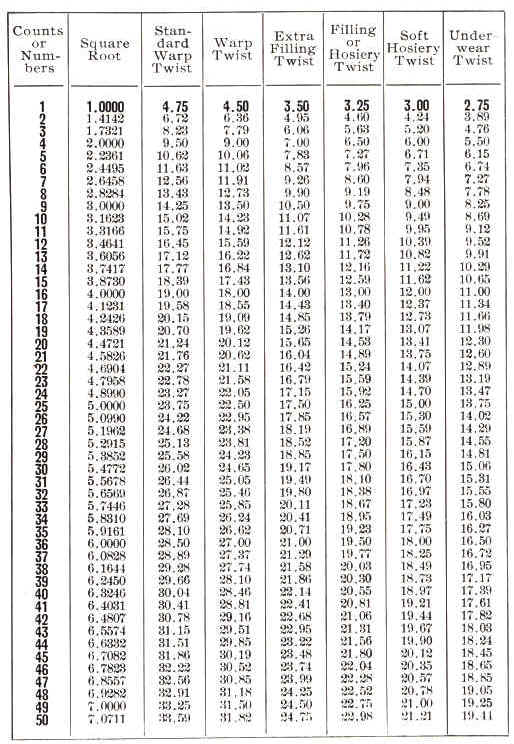 Counts or Numbers Square Root Standard Warp Twist Warp Twist Extra Filling Twist Filling or Hosiery Twist Soft Hosiery Twist Underwear Twist
1 1.0000 4.75 4.50 3.50 3.25 3.00 2.75
2 1.4142 6.72 6.36 4.95 4.60 4.24 3.89
3 1.7321 8.23 7.79 6.06 5.63 5.20 4.76
4 2.0000 9.50 9.00 7.00 6.50 6.00 5.50
5 2.2361 10.62 10.06 7.83 7.27 6.71 6.15
6 2.4495 11.63 11.02 8.57 7.96 7.35 6.74
7 2.6458 12.56 11.91 9.26 8.60 7.94 7.27
8 2.8284 13.43 12.73 9.90 9.19 8.48 7.78
9 3.0000 14.25 13.50 10.50 9.75 9.00 8.25
10 3.1623 15.02 14.23 11.07 10.28 9.49 8.69
11 3.3166 15.75 14.92 11.61 10.78 9.95 9.12
12 3.4641 16.45 15.59 12.12 11.26 10.39 9.52
13 3.6056 17.12 16.22 12.62 11.72 10.82 9.91
14 3.7417 17.77 16.84 13.10 12.16 11.22 10.29
15 3.8730 18.39 17.43 13.56 12.59 11.62 10.65
16 4.0000 19.00 18.00 14.00 13.00 12.00 11.00
17 4.1231 19.58 18.55 14.43 13.40 12.37 11.34
18 4.2426 20.15 19.09 14.85 13.79 12.73 11.66
19 4.3589 20.70 19.62 15.26 14.17 13.07 11.98
20 4.4721 21.24 20.12 15.65 14.53 13.41 12.30
21 4.5826 21.76 20.62 16.04 14.89 13.75 12.60
22 4.6904 22.27 21.11 16.42 15.24 14.07 12.89
23 4.7958 22.78 21.58 16.79 15.59 14.39 13.19
24 4.8990 23.27 22.05 17.15 15.92 14.70 13.47
25 5.0000 23.75 22.50 17.50 16.25 15.00 13.75
26 5.0990 24.22 22.95 17.85 16.57 15.30 14.02
27 5.1962 24.68 23.38 18.19 16.89 15.59 14.29
28 5.2915 25.13 23.81 18.52 17.20 15.87 14.55
29 5.3852 25.58 24.23 18.85 17.50 16.15 14.81
30 5.4772 26.02 24.65 19.17 17.80 16.43 15.06
31 5.5678 26.44 25.05 19.49 18.10 16.70 15.31
32 5.6569 26.87 25.46 19.80 18.38 16.97 15.55
33 5.7446 27.28 25.85 20.11 18.67 17.23 15.80
34 5.8310 27.69 26.24 20.41 18.95 17.49 16.03
35 5.9161 28.10 26.62 20.71 19.23 17.75 16.27
36 6.0000 28.50 27.00 21.00 19.50 18.00 16.50
37 6.0828 28.89 27.37 21.29 19.77 18.25 16.72
38 6.1644 29.28 27.74 21.58 20.03 18.49 16.95
39 6.2450 29.66 28.10 21.86 20.30 18.73 17.17
40 6.3246 30.04 28.46 22.14 20.55 18.97 17.39
41 6.4031 30.41 28.81 22.41 20.81 19.21 17.61
42 6.4807 30.78 29.16 22.68 21.06 19.44 17.82
43 6.5574 31.15 29.51 22.95 21.31 19.67 18.03
44 6.6332 31.51 29.85 23.22 21.56 19.90 18.24
45 6.7082 31.86 30.19 23.48 21.80 20.12 18.45
46 6.7823 32.22 30.52 23.74 22.04 20.35 18.65
47 6.8557 32.56 30.85 23.99 22.28 20.57 18.85
48 6.9282 32.91 31.18 24.25 22.52 20.78 19.05
49 7.0000 33.25 31.50 24.50 22.75 21.00 19.25
50 7.0711 33.59 31.82 24.75 22.98 21.21 19.44